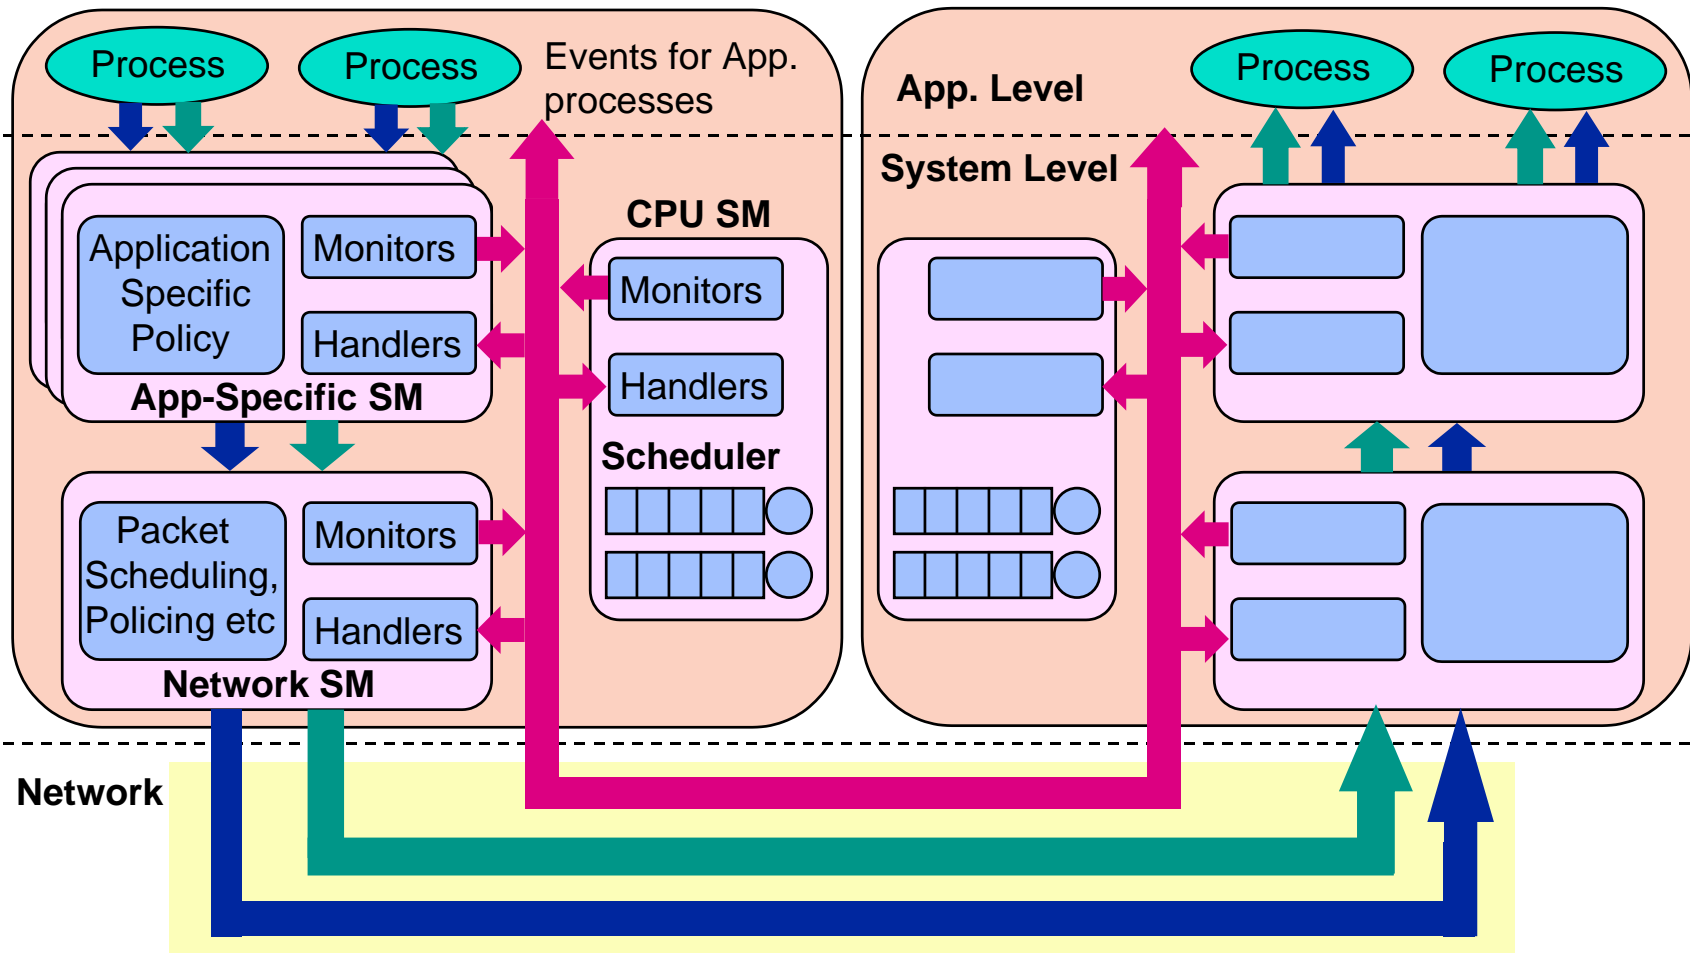 Process
Process
Events for App.
processes
App. Level
Process
Process
System Level
CPU SM
Application
Specific
Policy
Monitors
Handlers
App-Specific SM
Monitors
Handlers
Scheduler
Packet
Scheduling,
Policing etc
Monitors
Handlers
Network SM
Network